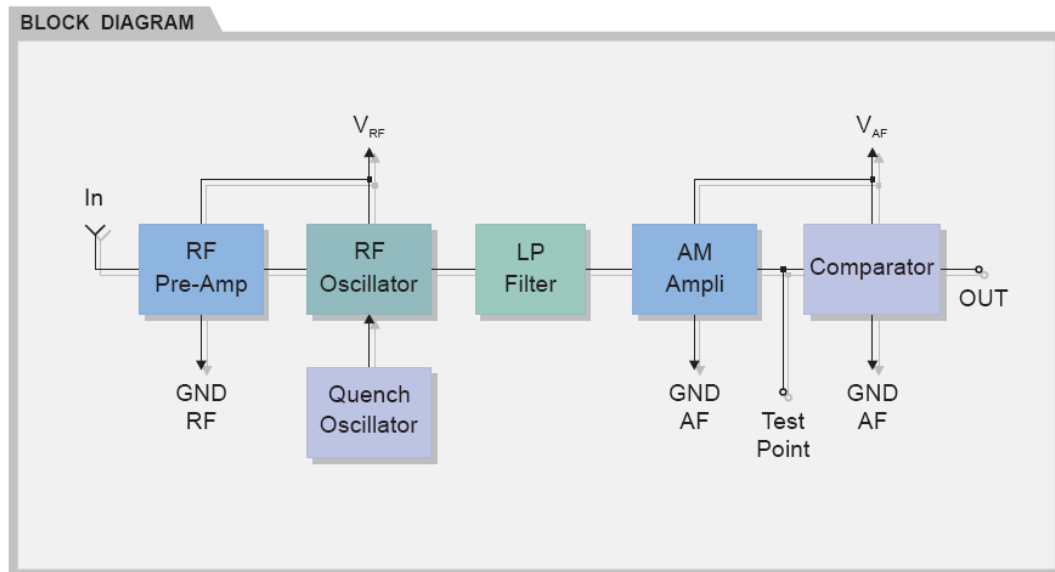 BLOCK DIAGRAM
V_RF
V_AF
In
RF
Pre-Amp
RF
Oscillator
LP
Filter
AM
Ampli
Comparator
OUT
GND
RF
Quench
Oscillator
GND
AF
Test
Point
GND
AF